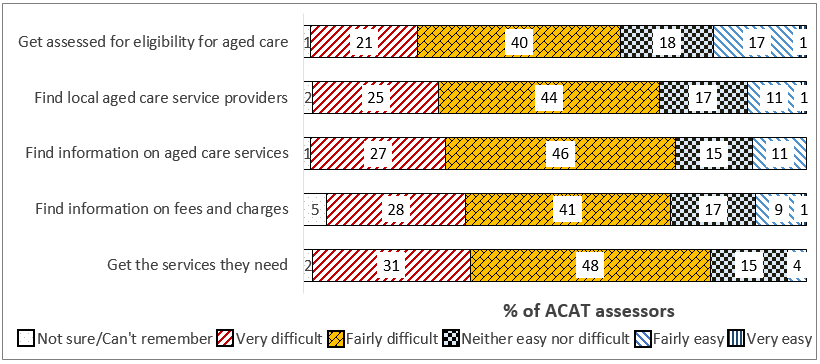 Get assessed for eligibility for aged care 1 21 40 18 17 1
Find local aged care service providers 2 25 44 17 11 1
Find information on aged care services 1 27 46 15 11
Find information on fees and charges 5 28 41 17 9 1
Get the services they need 2 31 48 15 4
% of ACAT assessors
Not sure/Can't remember Very difficult Fairly difficult Neither easy nor difficult Fairly easy Very easy